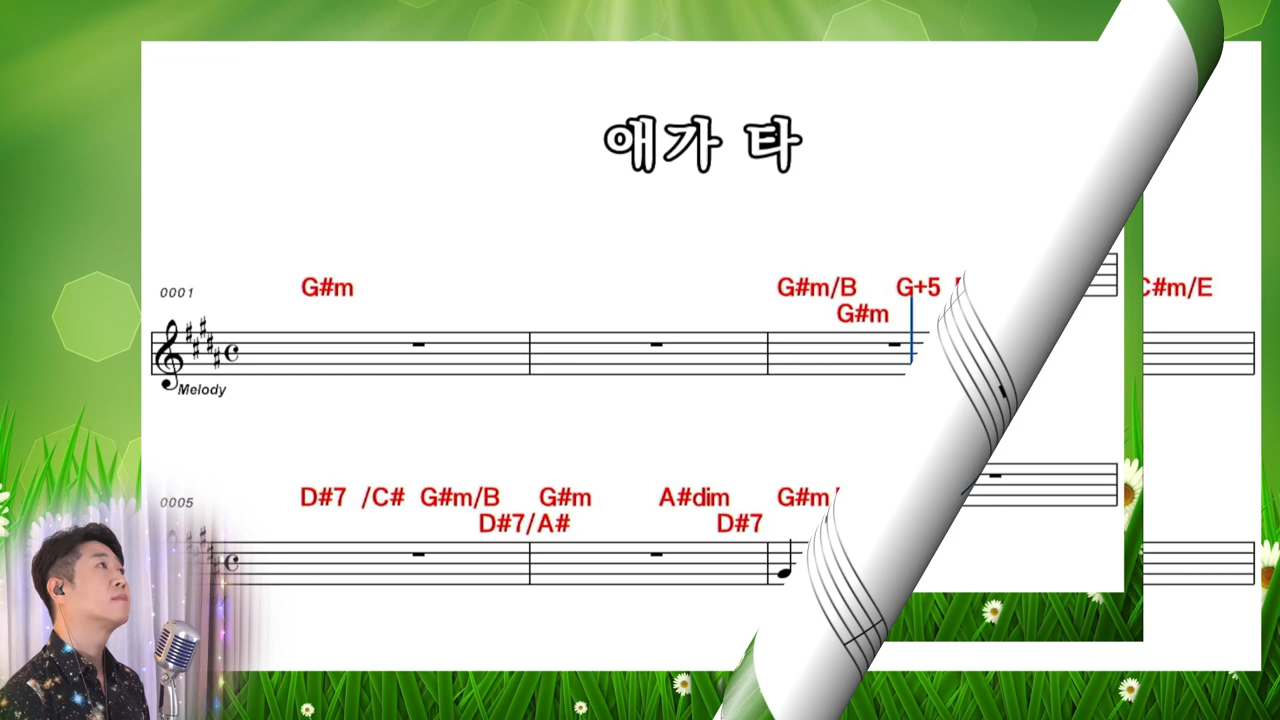 애가 타
0001
G#m G#m/B G+5 C#m/E
G#m
Melody
0005
D#7 /C# G#m/B G#m A#dim G#m
D#7/A# D#7